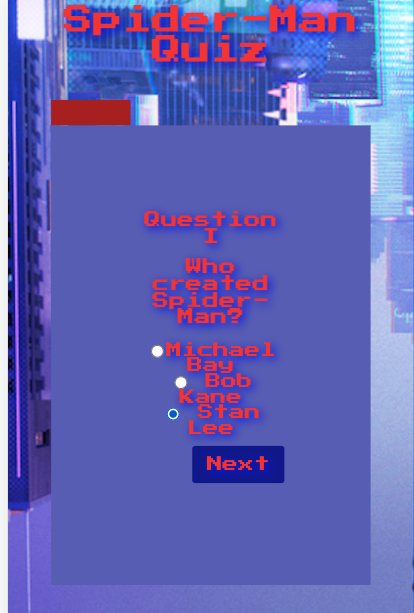 Spider-Man
Quiz
Question
I
Who
created
Spider-
Man?
Michael
Bay
Bob
Kane
Stan
Lee
Next